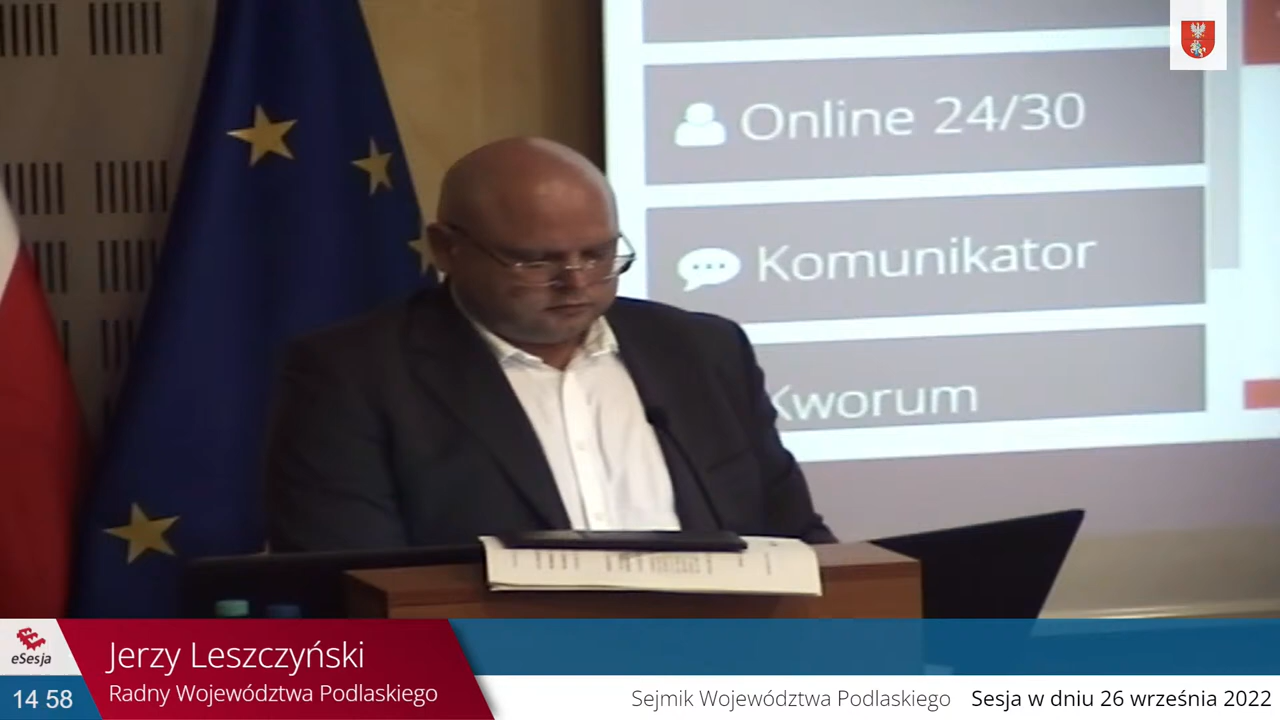 Online 24/30
Komunikator
Kworum
eSesja
14 58
Jerzy Leszczyński
Radny Województwa Podlaskiego
Sejmik Województwa Podlaskiego
Sesja w dniu 26 września 2022